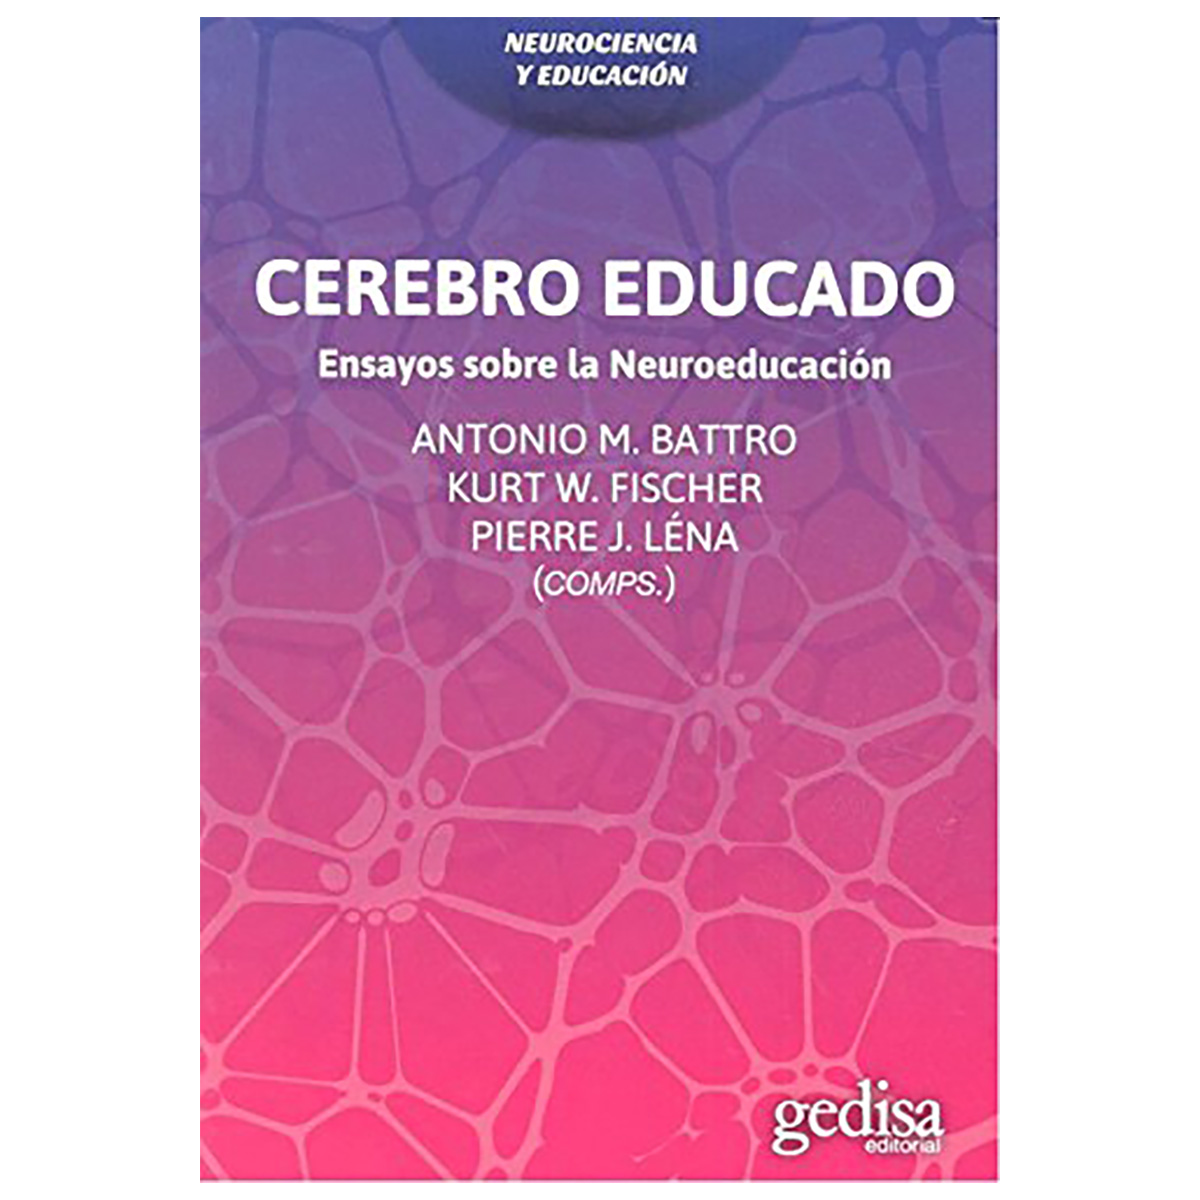 NEUROCIENCIA
Y EDUCACIÓN
CEREBRO EDUCADO
Ensayos sobre la Neuroeducación
ANTONIO M. BATTRO
KURT W. FISCHER
PIERRE J. LÉNA
(COMPS.)
gedisa
editorial